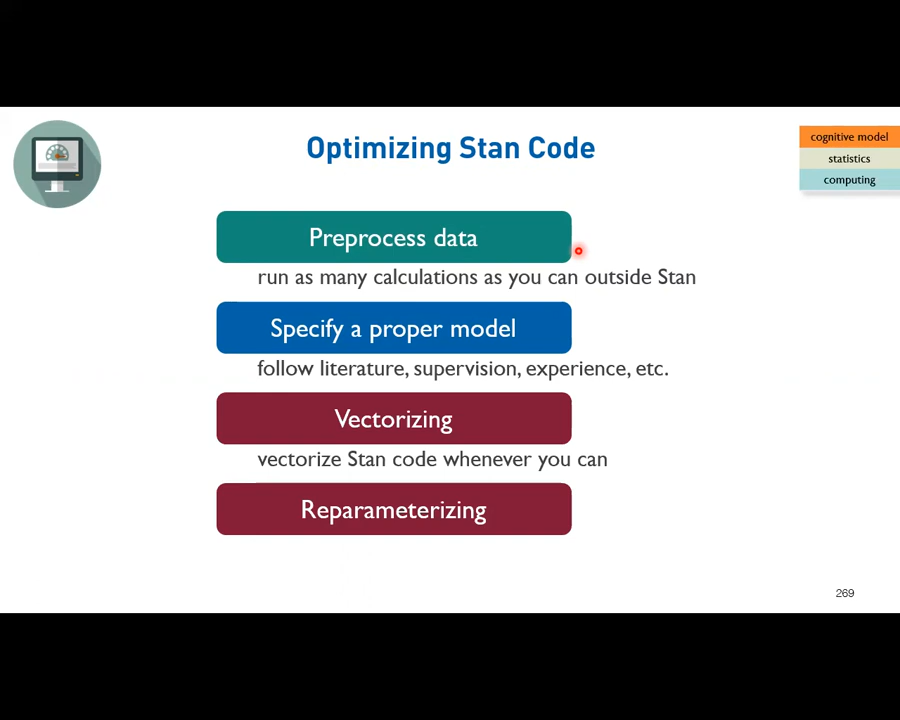 Optimizing Stan Code
cognitive model
statistics
computing
Preprocess data
run as many calculations as you can outside Stan
Specify a proper model
follow literature, supervision, experience, etc.
Vectorizing
vectorize Stan code whenever you can
Reparameterizing
269